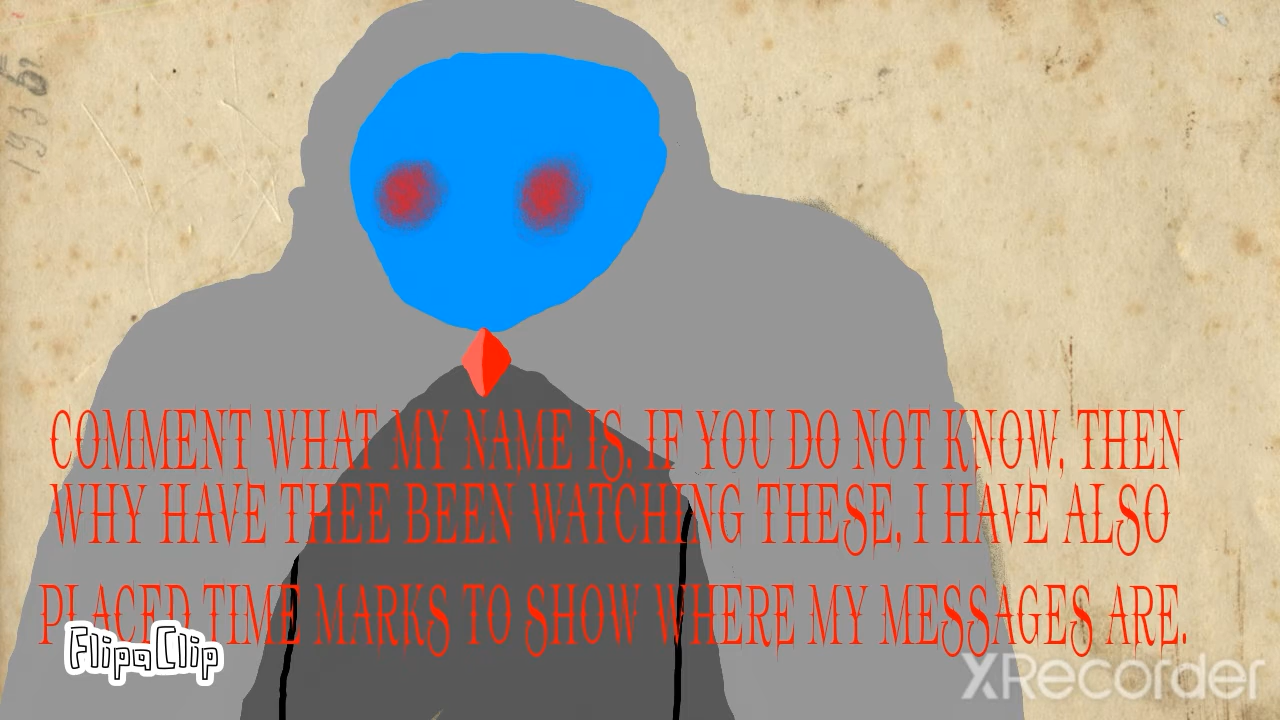 COMMENT WHAT MY NAME IS. IF YOU DO NOT KNOW, THEN
WHY HAVE THEE BEEN WATCHING THESE, I HAVE ALSO
PLACED TIME MARKS TO SHOW WHERE MY MESSAGES ARE.
FlipaClip
XRecorder